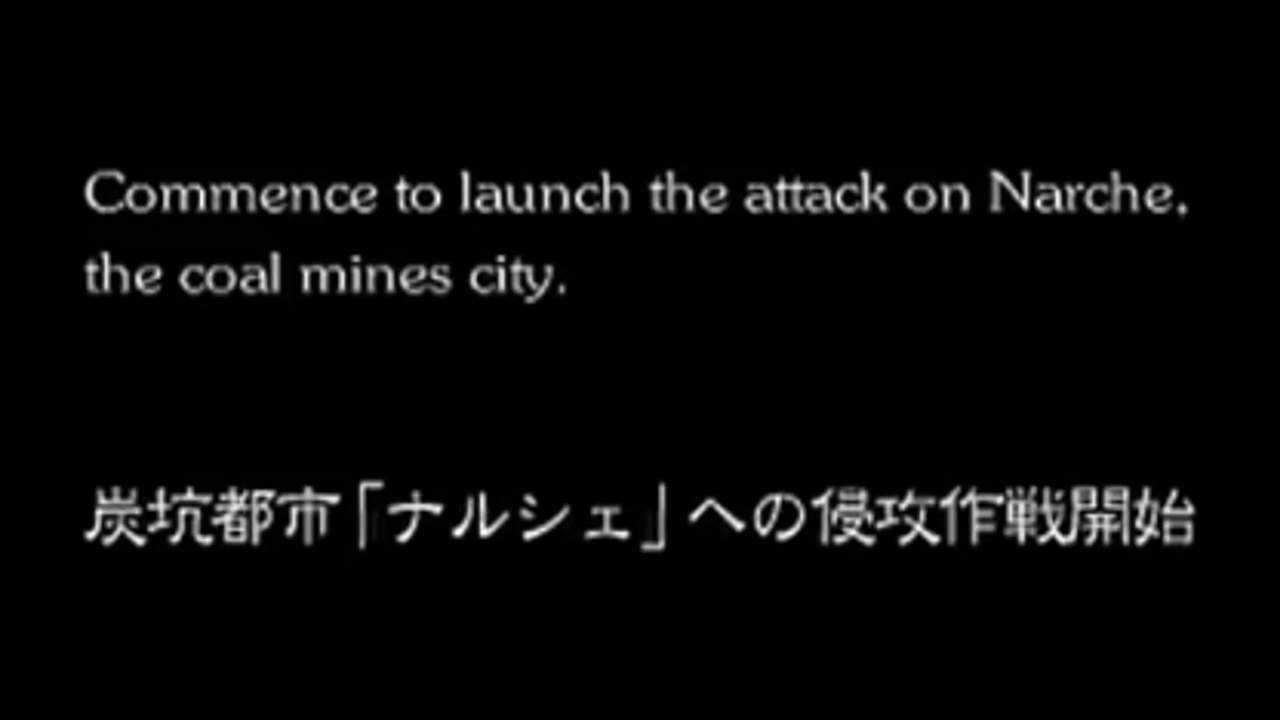 Commence to launch the attack on Narche,
the coal mines city.
炭坑都市「ナルシェ」への侵攻作戦開始